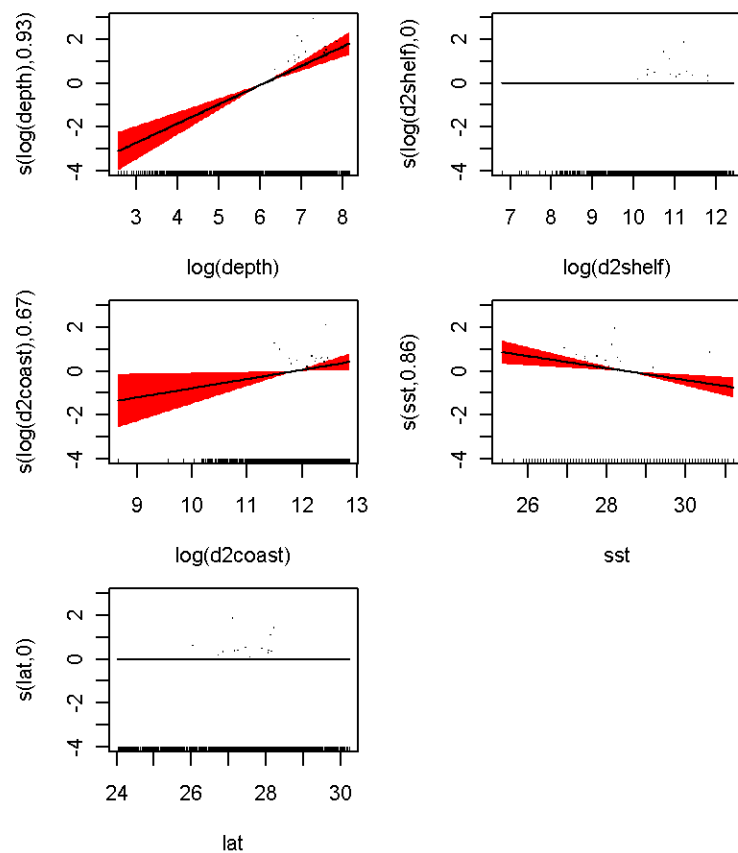 s(log(depth),0.93)
2
0
-2
-4
3 4 5 6 7 8
log(depth)
s(log(d2shelf),0)
2
0
-2
-4
7 8 9 10 11 12
log(d2shelf)
s(log(d2coast),0.67)
2
0
-2
-4
9 10 11 12 13
log(d2coast)
s(sst,0.86)
2
0
-2
-4
26 28 30
sst
s(lat,0)
2
0
-2
-4
24 26 28 30
lat